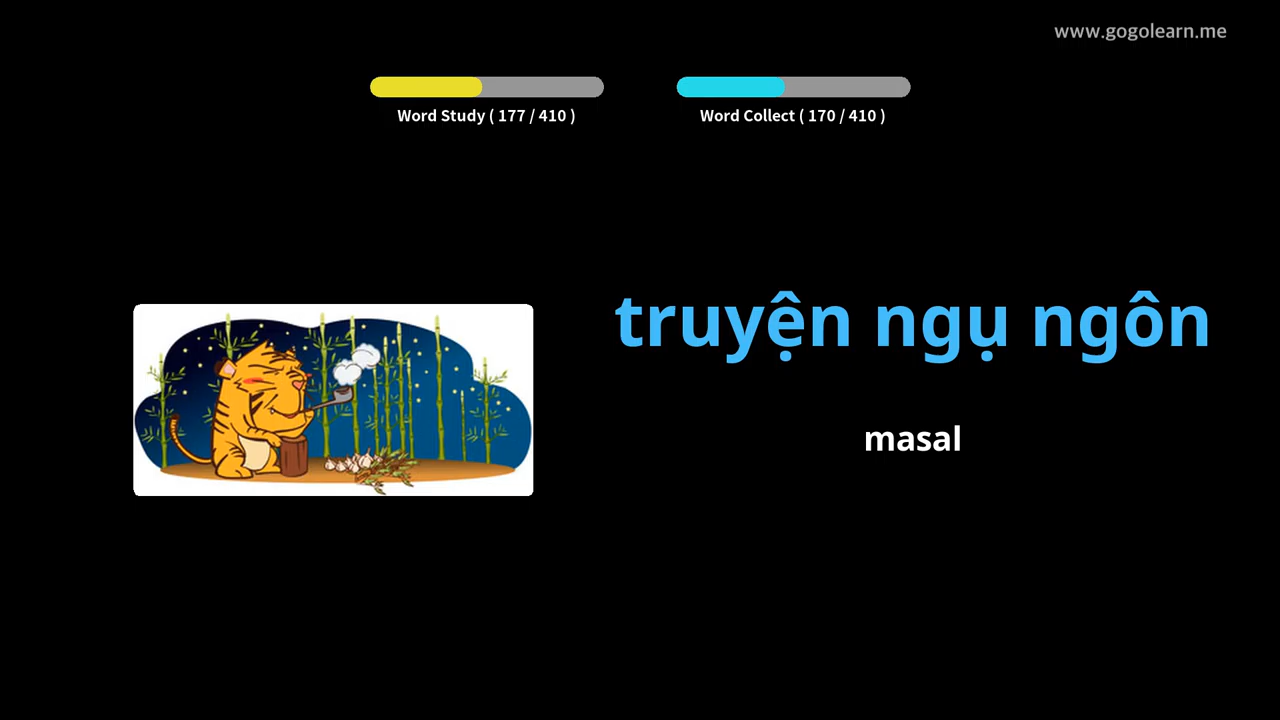 www.gogolearn.me
Word Study ( 177 / 410 )
Word Collect ( 170 / 410 )
truyện ngụ ngôn
masal